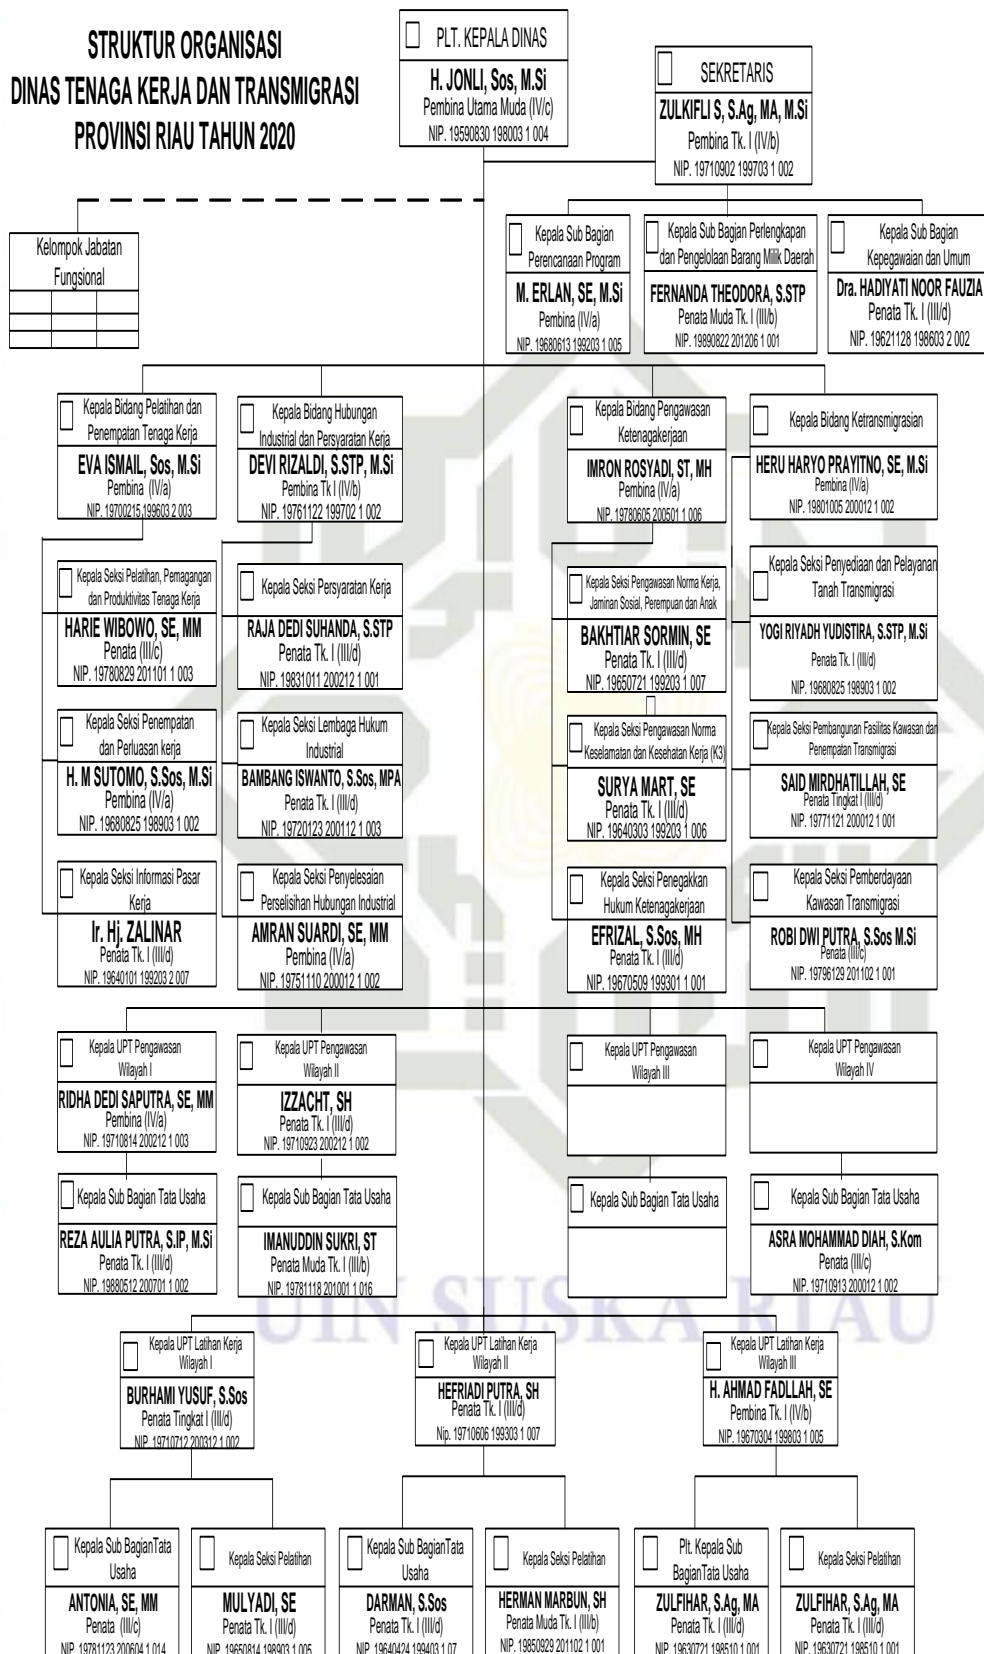 STRUKTUR ORGANISASI
DINAS TENAGA KERJA DAN TRANSMIGRASI
PROVINSI RIAU TAHUN 2020
PLT. KEPALA DINAS
H. JONLI, Sos, M.Si
Pembina Utama Muda (IV/c)
NIP. 19590830 198003 1 004
SEKRETARIS
ZULKIFLI S, S.Ag, MA, M.Si
Pembina Tk. I (IV/b)
NIP. 19710902 199703 1 002
Kelompok Jabatan
Fungsional
Kepala Sub Bagian
Perencanaan Program
M. ERLAN, SE, M.Si
Pembina (IV/a)
NIP. 19680613 199203 1 005
Kepala Sub Bagian Perlengkapan
dan Pengelolaan Barang Milik Daerah
FERNANDA THEODORA, S.STP
Penata Muda Tk. I (III/b)
NIP. 19890822 201206 1 001
Kepala Sub Bagian
Kepegawaian dan Umum
Dra. HADIYATI NOOR FAUZIA
Penata Tk. I (III/d)
NIP. 19621128 198603 2 002
Kepala Bidang Pelatihan dan
Penempatan Tenaga Kerja
EVA ISMAIL, Sos, M.Si
Pembina (IV/a)
NIP. 19700215 199603 2 003
Kepala Bidang Hubungan
Industrial dan Persyaratan Kerja
DEVI RIZALDI, S.STP, M.Si
Pembina Tk I (IV/b)
NIP. 19761122 199702 1 002
Kepala Bidang Pengawasan
Ketenagakerjaan
IMRON ROSYADI, ST, MH
Pembina (IV/a)
NIP. 19780605 200501 1 006
Kepala Bidang Ketransmigrasian
HERU HARYO PRAYITNO, SE, M.Si
Pembina (IV/a)
NIP. 19801005 200012 1 002
Kepala Seksi Pelatihan, Pemagangan
dan Produktivitas Tenaga Kerja
HARIE WIBOWO, SE, MM
Penata (III/c)
NIP. 19780829 201101 1 003
Kepala Seksi Persyaratan Kerja
RAJA DEDI SUHANDA, S.STP
Penata Tk. I (III/d)
NIP. 19831011 200212 1 001
Kepala Seksi Pengawasan Norma Kerja,
Jaminan Sosial, Perempuan dan Anak
BAKHTIAR SORMIN, SE
Penata Tk. I (III/d)
NIP. 19650721 199203 1 007
Kepala Seksi Penyediaan dan Pelayanan
Tanah Transmigrasi
YOGI RIYADH YUDISTIRA, S.STP, M.Si
Penata Tk. I (III/d)
NIP. 19680825 198903 1 002
Kepala Seksi Penempatan
dan Perluasan kerja
H. M SUTOMO, S.Sos, M.Si
Pembina (IV/a)
NIP. 19680825 198903 1 002
Kepala Seksi Lembaga Hukum
Industrial
BAMBANG ISWANTO, S.Sos, MPA
Penata Tk. I (III/d)
NIP. 19720123 200112 1 003
Kepala Seksi Pengawasan Norma
Keselamatan dan Kesehatan Kerja (K3)
SURYA MART, SE
Penata Tk. I (III/d)
NIP. 19640303 199203 1 006
Kepala Seksi Pembangunan Fasilitas Kawasan dan
Penempatan Transmigrasi
SAID MIRDHATILLAH, SE
Penata Tingkat I (III/d)
NIP. 19771121 200012 1 001
Kepala Seksi Informasi Pasar
Kerja
Ir. Hj. ZALINAR
Penata Tk. I (III/d)
NIP. 19640101 199203 2 007
Kepala Seksi Penyelesaian
Perselisihan Hubungan Industrial
AMRAN SUARDI, SE, MM
Pembina (IV/a)
NIP. 19751110 200012 1 002
Kepala Seksi Penegakkan
Hukum Ketenagakerjaan
EFRIZAL, S.Sos, MH
Penata Tk. I (III/d)
NIP. 19670509 199301 1 001
Kepala Seksi Pemberdayaan
Kawasan Transmigrasi
ROBI DWI PUTRA, S.Sos M.Si
Penata (III/c)
NIP. 19796129 201102 1 001
Kepala UPT Pengawasan
Wilayah I
RIDHA DEDI SAPUTRA, SE, MM
Pembina (IV/a)
NIP. 19710814 200212 1 003
Kepala UPT Pengawasan
Wilayah II
IZZACHT, SH
Penata Tk. I (III/d)
NIP. 19710923 200212 1 002
Kepala UPT Pengawasan
Wilayah III
Kepala UPT Pengawasan
Wilayah IV
Kepala Sub Bagian Tata Usaha
REZA AULIA PUTRA, S.IP, M.Si
Penata Tk. I (III/d)
NIP. 19880512 200701 1 002
Kepala Sub Bagian Tata Usaha
IMANUDDIN SUKRI, ST
Penata Muda Tk. I (III/b)
NIP. 19781118 201001 1 016
Kepala Sub Bagian Tata Usaha
Kepala Sub Bagian Tata Usaha
ASRA MOHAMMAD DIAH, S.Kom
Penata (III/c)
NIP. 19710913 200012 1 002
UIN SUSKA RIAU
Kepala UPT Latihan Kerja
Wilayah I
BURHAMI YUSUF, S.Sos
Penata Tingkat I (III/d)
NIP. 19710712 200312 1 002
Kepala UPT Latihan Kerja
Wilayah II
HEFRIADI PUTRA, SH
Penata Tk. I (III/d)
Nip. 19710606 199303 1 007
Kepala UPT Latihan Kerja
Wilayah III
H. AHMAD FADLLAH, SE
Pembina Tk. I (IV/b)
NIP. 19670304 199803 1 005
Kepala Sub BagianTata
Usaha
ANTONIA, SE, MM
Penata (III/c)
NIP. 19781123 200604 1 014
Kepala Seksi Pelatihan
MULYADI, SE
Penata Tk. I (III/d)
NIP. 19650814 198903 1 005
Kepala Sub BagianTata
Usaha
DARMAN, S.Sos
Penata Tk. I (III/d)
NIP. 19640424 199403 1 07
Kepala Seksi Pelatihan
HERMAN MARBUN, SH
Penata Muda Tk. I (III/b)
NIP. 19850929 201102 1 001
Plt. Kepala Sub
BagianTata Usaha
ZULFIHAR, S.Ag, MA
Penata Tk. I (III/d)
NIP. 19630721 198510 1 001
Kepala Seksi Pelatihan
ZULFIHAR, S.Ag, MA
Penata Tk. I (III/d)
NIP. 19630721 198510 1 001